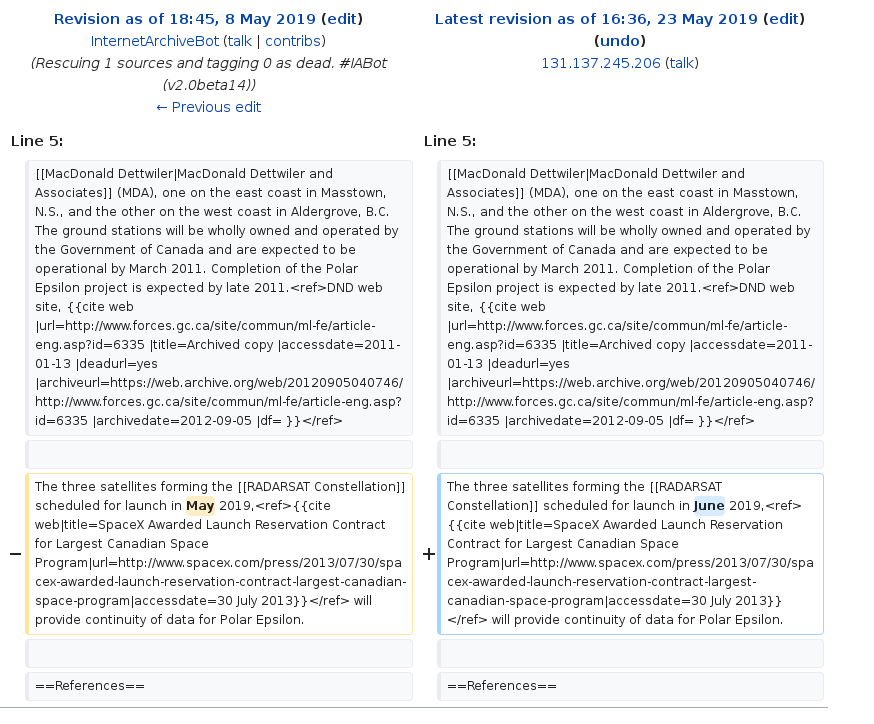 Revision as of 18:45, 8 May 2019 (edit)
InternetArchiveBot (talk | contribs)
(Rescuing 1 sources and tagging 0 as dead. #IABot
(v2.0beta14))
← Previous edit
Latest revision as of 16:36, 23 May 2019 (edit)
(undo)
131.137.245.206 (talk)
Line 5:
Line 5:
[[MacDonald Dettwiler|MacDonald Dettwiler and
Associates]] (MDA), one on the east coast in Masstown,
N.S., and the other on the west coast in Aldergrove, B.C.
The ground stations will be wholly owned and operated by
the Government of Canada and are expected to be
operational by March 2011. Completion of the Polar
Epsilon project is expected by late 2011.<ref>DND web
site, {{cite web
|url=http://www.forces.gc.ca/site/commun/ml-fe/article-
eng.asp?id=6335 |title=Archived copy |accessdate=2011-
01-13 |deadurl=yes
|archiveurl=https://web.archive.org/web/20120905040746/
http://www.forces.gc.ca/site/commun/ml-fe/article-eng.asp?
id=6335 |archivedate=2012-09-05 |df= }}</ref>
[[MacDonald Dettwiler|MacDonald Dettwiler and
Associates]] (MDA), one on the east coast in Masstown,
N.S., and the other on the west coast in Aldergrove, B.C.
The ground stations will be wholly owned and operated by
the Government of Canada and are expected to be
operational by March 2011. Completion of the Polar
Epsilon project is expected by late 2011.<ref>DND web
site, {{cite web
|url=http://www.forces.gc.ca/site/commun/ml-fe/article-
eng.asp?id=6335 |title=Archived copy |accessdate=2011-
01-13 |deadurl=yes
|archiveurl=https://web.archive.org/web/20120905040746/
http://www.forces.gc.ca/site/commun/ml-fe/article-eng.asp?
id=6335 |archivedate=2012-09-05 |df= }}</ref>
−
The three satellites forming the [[RADARSAT Constellation]]
scheduled for launch in May 2019,<ref>{{cite
web|title=SpaceX Awarded Launch Reservation Contract
for Largest Canadian Space
Program|url=http://www.spacex.com/press/2013/07/30/spa
cex-awarded-launch-reservation-contract-largest-canadian-
space-program|accessdate=30 July 2013}}</ref> will
provide continuity of data for Polar Epsilon.
+
The three satellites forming the [[RADARSAT
Constellation]] scheduled for launch in June 2019,<ref>
{{cite web|title=SpaceX Awarded Launch Reservation
Contract for Largest Canadian Space
Program|url=http://www.spacex.com/press/2013/07/30/spa
cex-awarded-launch-reservation-contract-largest-
canadian-space-program|accessdate=30 July 2013}}
</ref> will provide continuity of data for Polar Epsilon.
==References==
==References==